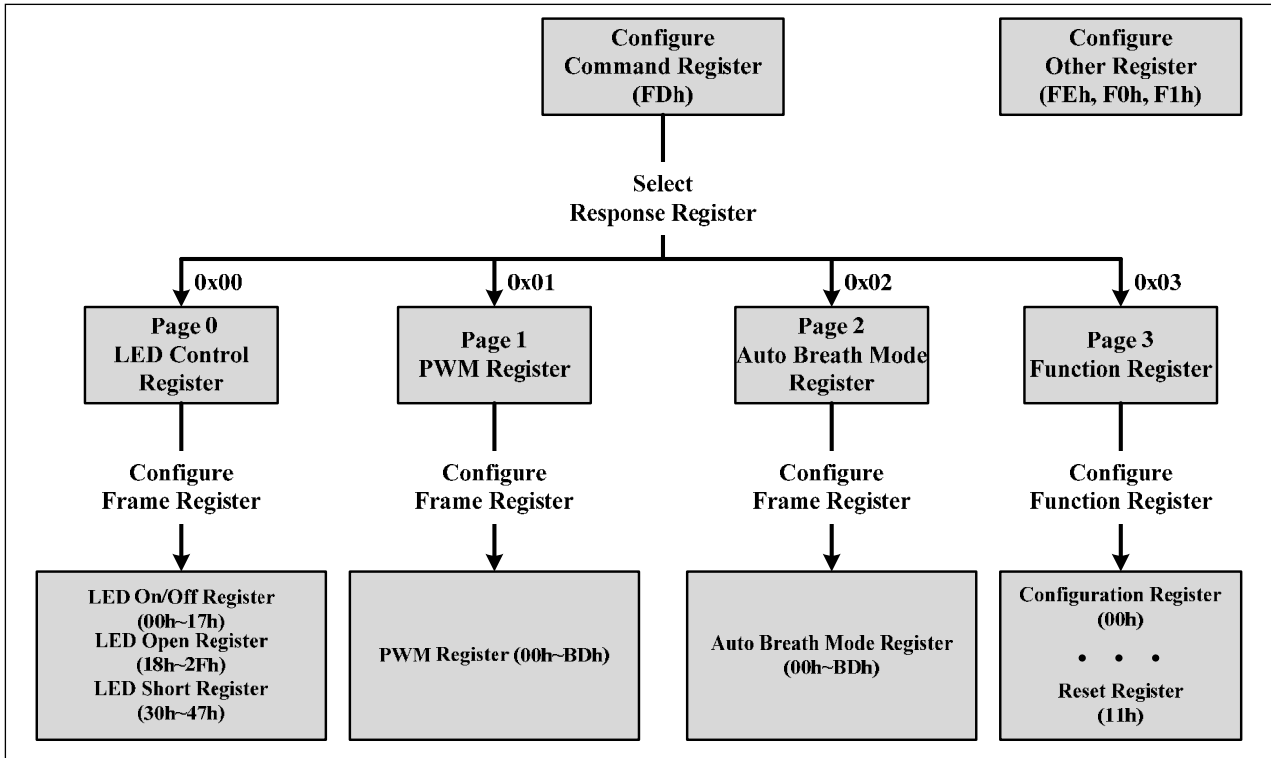 Configure
Command Register
(FDh)
Configure
Other Register
(FEh, F0h, F1h)
Select
Response Register
0x00
0x01
0x02
0x03
Page 0
LED Control
Register
Page 1
PWM Register
Page 2
Auto Breath Mode
Register
Page 3
Function Register
Configure
Frame Register
Configure
Frame Register
Configure
Frame Register
Configure
Function Register
LED On/Off Register
(00h~17h)
LED Open Register
(18h~2Fh)
LED Short Register
(30h~47h)
PWM Register (00h~BDh)
Auto Breath Mode Register
(00h~BDh)
Configuration Register
(00h)
• • •
Reset Register
(11h)